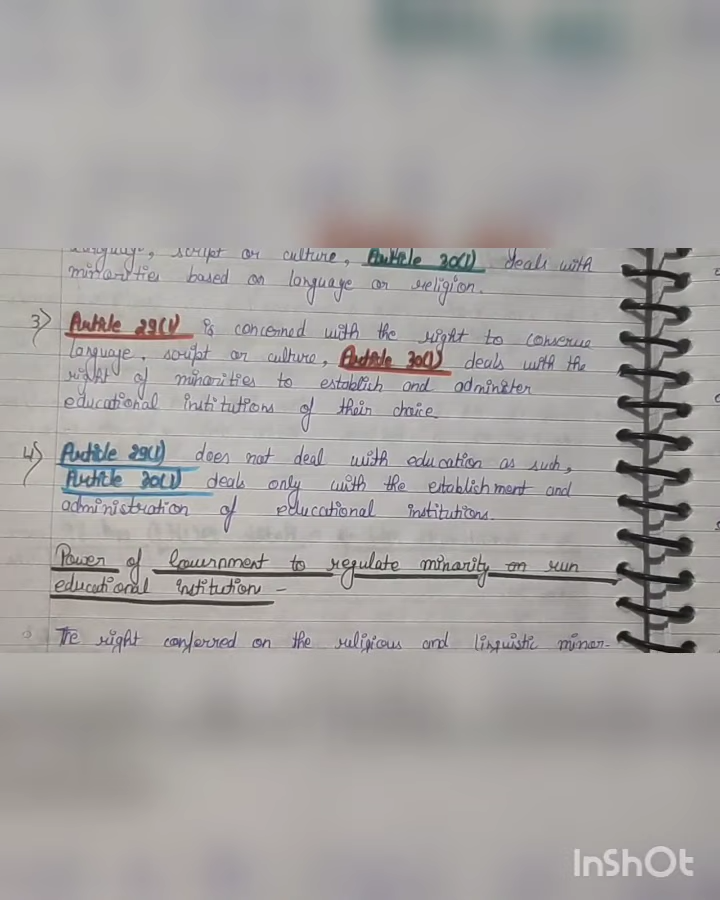 language, script or culture, Article 30(1) deals with
minorities based on language or religion.
3) Article 29(1) is concerned with the right to conserve
language, script or culture, Article 30(1) deals with the
right of minorities to establich and administer
educational institutions of their choice
4) Article 29(1) does not deal with education as such,
Article 30(1) deals only with the establishment and
administration of educational institutions.
Power of Government to regulate minority on run
educational institution -
The right conferred on the religious and linguistic minor-
InShOt